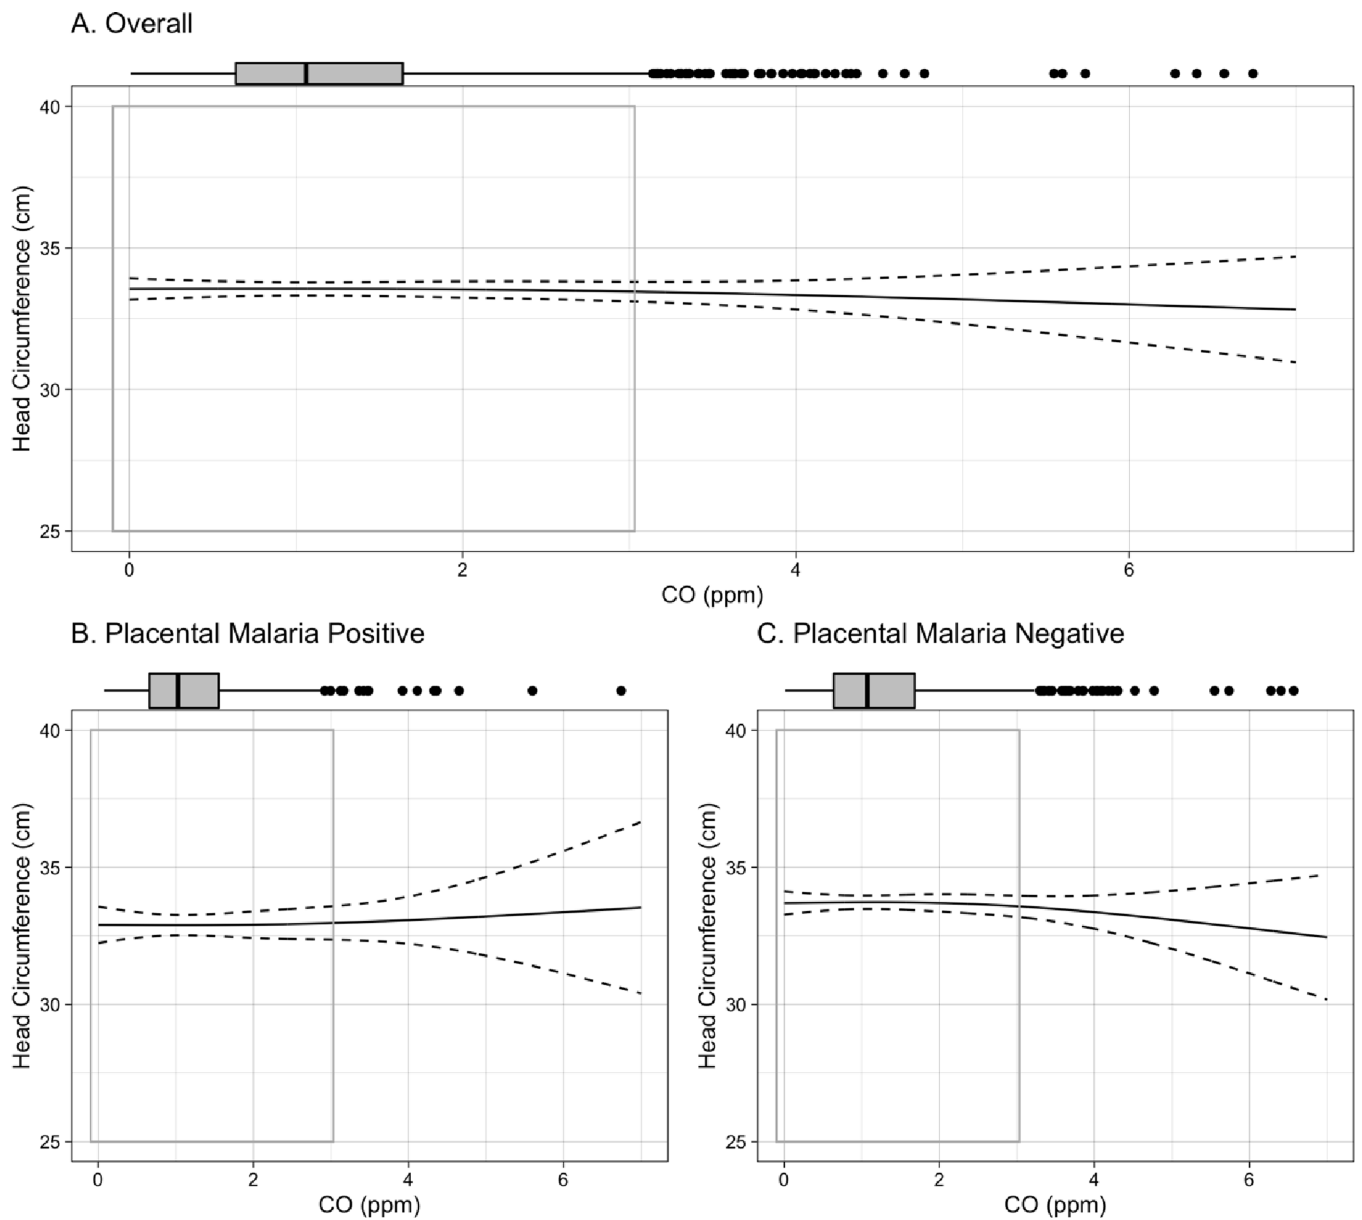 A. Overall
40
35
30
25
Head Circumference (cm)
0 2 4 6
CO (ppm)
B. Placental Malaria Positive
40
35
30
25
Head Circumference (cm)
0 2 4 6
CO (ppm)
C. Placental Malaria Negative
40
35
30
25
Head Circumference (cm)
0 2 4 6
CO (ppm)